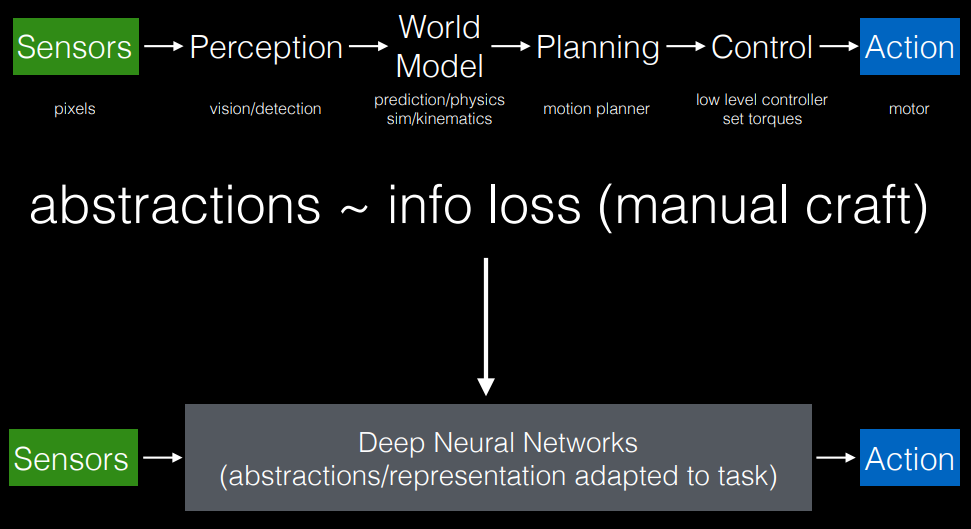 Sensors
Perception
World
Model
Planning
Control
Action
pixels
vision/detection
prediction/physics
sim/kinematics
motion planner
low level controller
set torques
motor
abstractions ~ info loss (manual craft)
Sensors
Deep Neural Networks
(abstractions/representation adapted to task)
Action